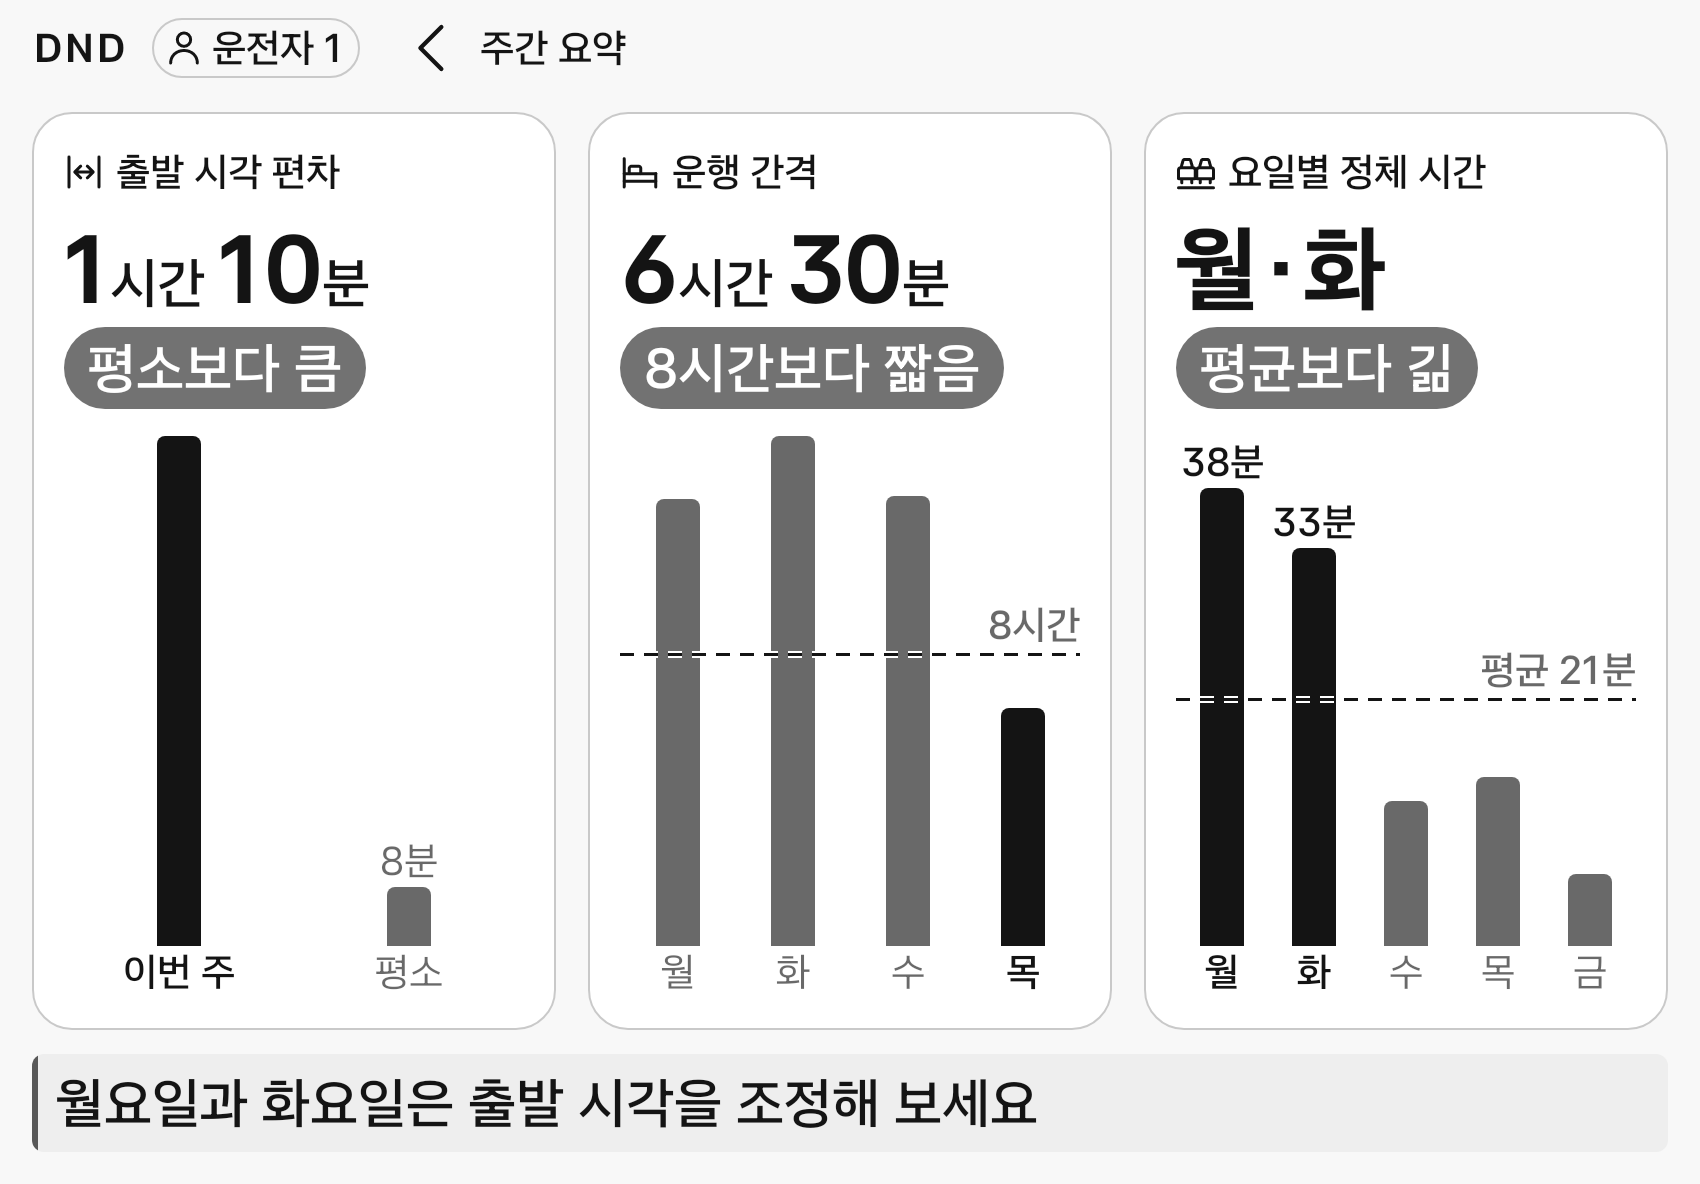 DND 운전자 1 주간 요약
출발 시각 편차
1시간 10분
평소보다 큼
8분
이번 주 평소
운행 간격
6시간 30분
8시간보다 짧음
8시간
월 화 수 목
요일별 정체 시간
월·화
평균보다 긺
38분
33분
평균 21분
월 화 수 목 금
월요일과 화요일은 출발 시각을 조정해 보세요